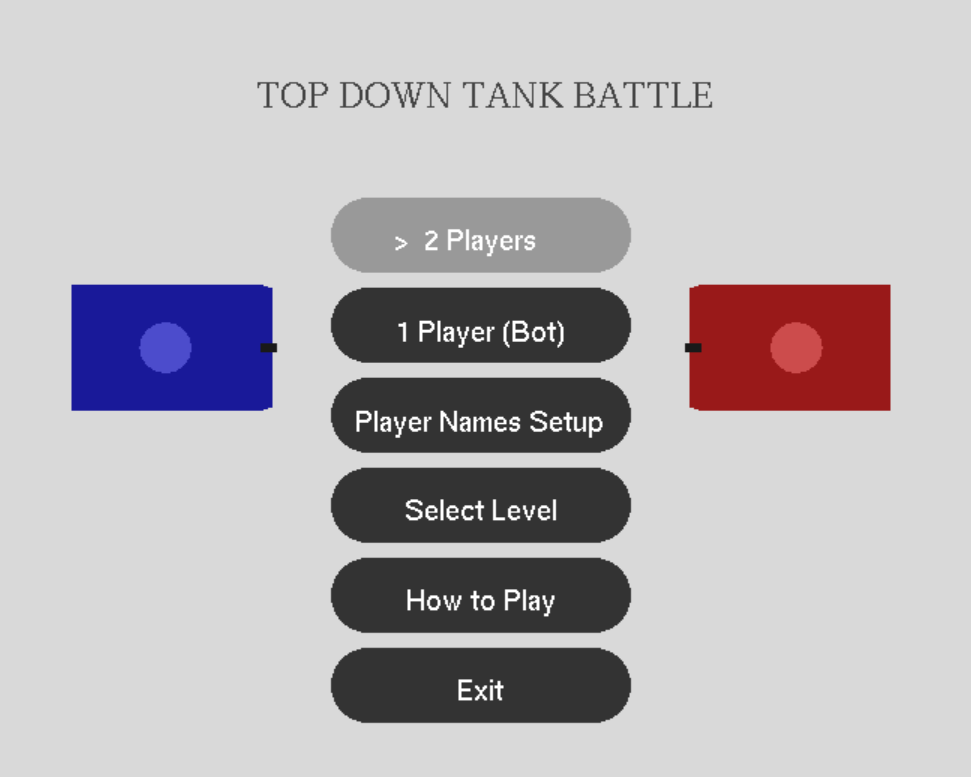 TOP DOWN TANK BATTLE
> 2 Players
1 Player (Bot)
Player Names Setup
Select Level
How to Play
Exit